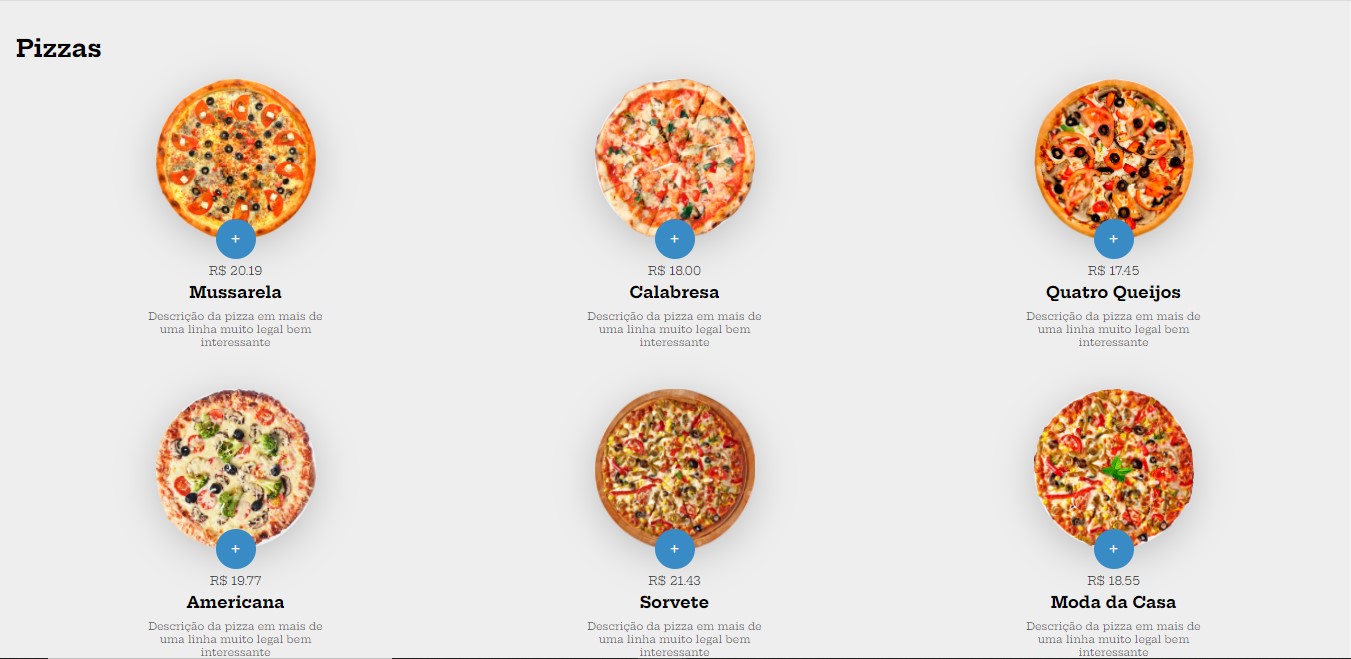 Pizzas
+
R$ 20.19
Mussarela
Descrição da pizza em mais de
uma linha muito legal bem
interessante
+
R$ 18.00
Calabresa
Descrição da pizza em mais de
uma linha muito legal bem
interessante
+
R$ 17.45
Quatro Queijos
Descrição da pizza em mais de
uma linha muito legal bem
interessante
+
R$ 19.77
Americana
Descrição da pizza em mais de
uma linha muito legal bem
interessante
+
R$ 21.43
Sorvete
Descrição da pizza em mais de
uma linha muito legal bem
interessante
+
R$ 18.55
Moda da Casa
Descrição da pizza em mais de
uma linha muito legal bem
interessante